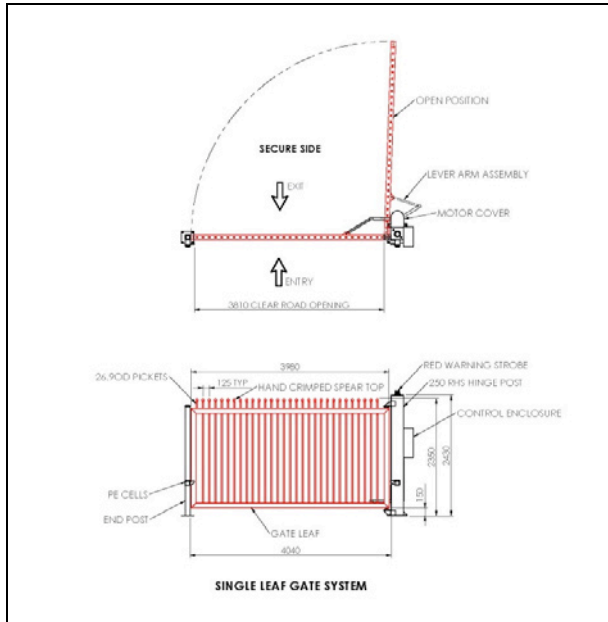 OPEN POSITION
SECURE SIDE
LEVER ARM ASSEMBLY
EXIT
MOTOR COVER
ENTRY
3810 CLEAR ROAD OPENING
3980
RED WARNING STROBE
26.9OD PICKETS
125 TYP
HAND CRIMPED SPEAR TOP
250 RHS HINGE POST
CONTROL ENCLOSURE
2350
2430
150
PE CELLS
END POST
GATE LEAF
4040
SINGLE LEAF GATE SYSTEM